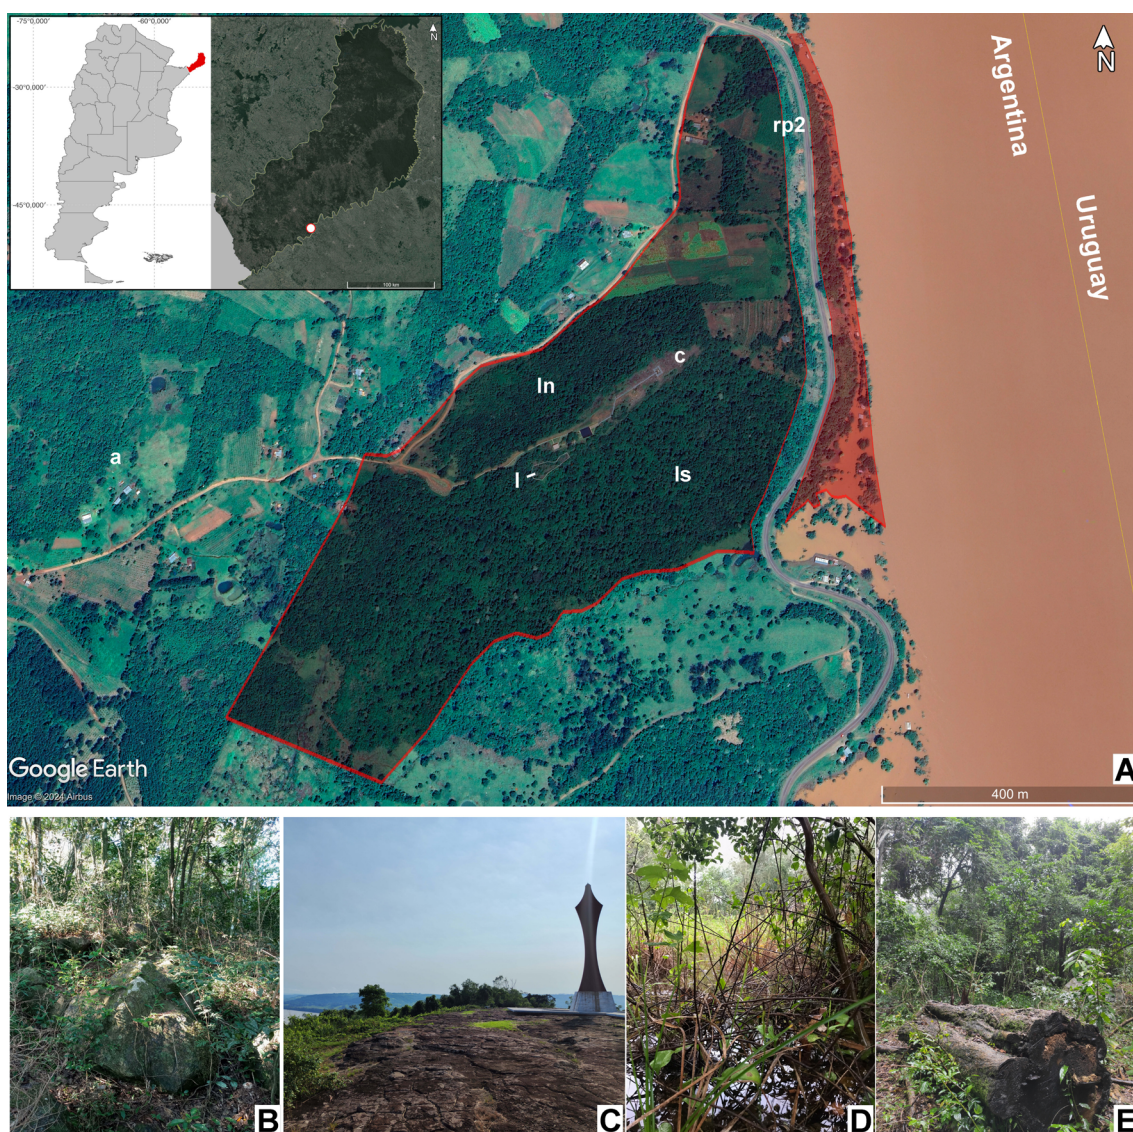 -75°0,000'
-60°0,000'
-30°0,000'
-45°0,000'
N
100 km
N
Argentina
Uruguay
rp2
c
ln
a
l
ls
Google Earth
Image © 2024 Airbus
A
400 m
B
C
D
E